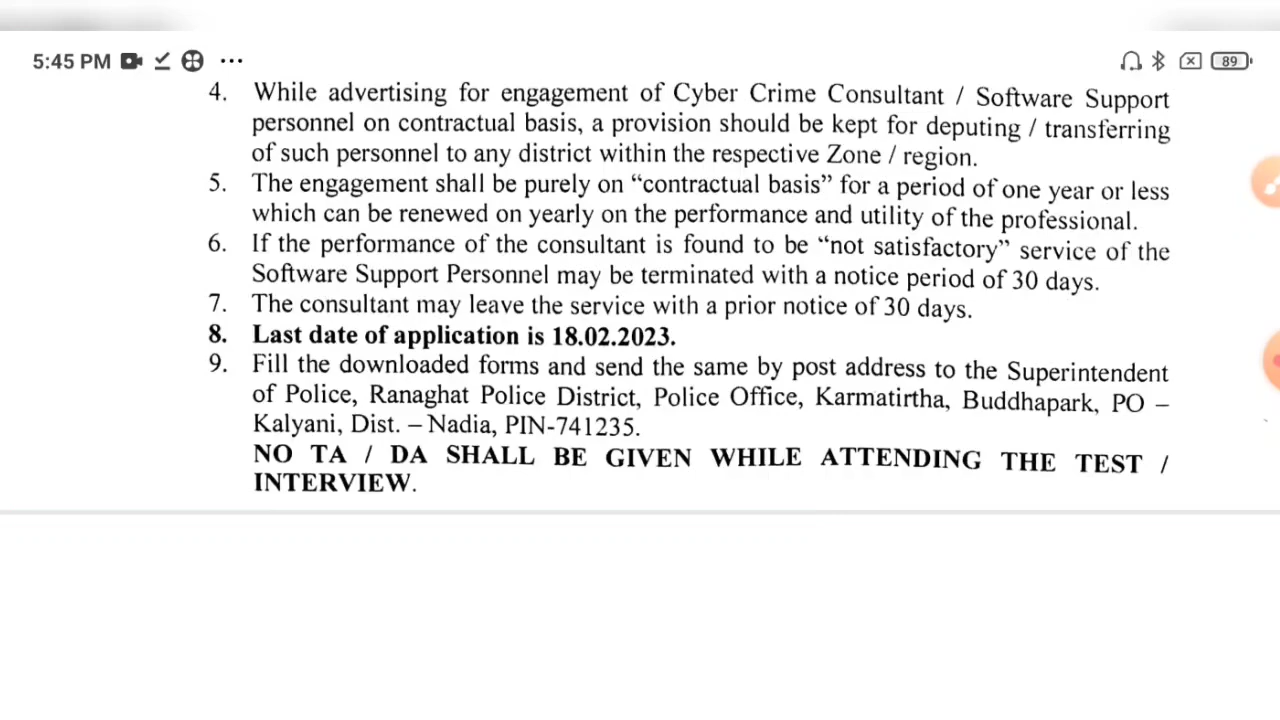 5:45 PM ... 89
4. While advertising for engagement of Cyber Crime Consultant / Software Support
personnel on contractual basis, a provision should be kept for deputing / transferring
of such personnel to any district within the respective Zone / region.
5. The engagement shall be purely on “contractual basis” for a period of one year or less
which can be renewed on yearly on the performance and utility of the professional.
6. If the performance of the consultant is found to be “not satisfactory” service of the
Software Support Personnel may be terminated with a notice period of 30 days.
7. The consultant may leave the service with a prior notice of 30 days.
8. Last date of application is 18.02.2023.
9. Fill the downloaded forms and send the same by post address to the Superintendent
of Police, Ranaghat Police District, Police Office, Karmatirtha, Buddhapark, PO –
Kalyani, Dist. – Nadia, PIN-741235.
NO TA / DA SHALL BE GIVEN WHILE ATTENDING THE TEST /
INTERVIEW.